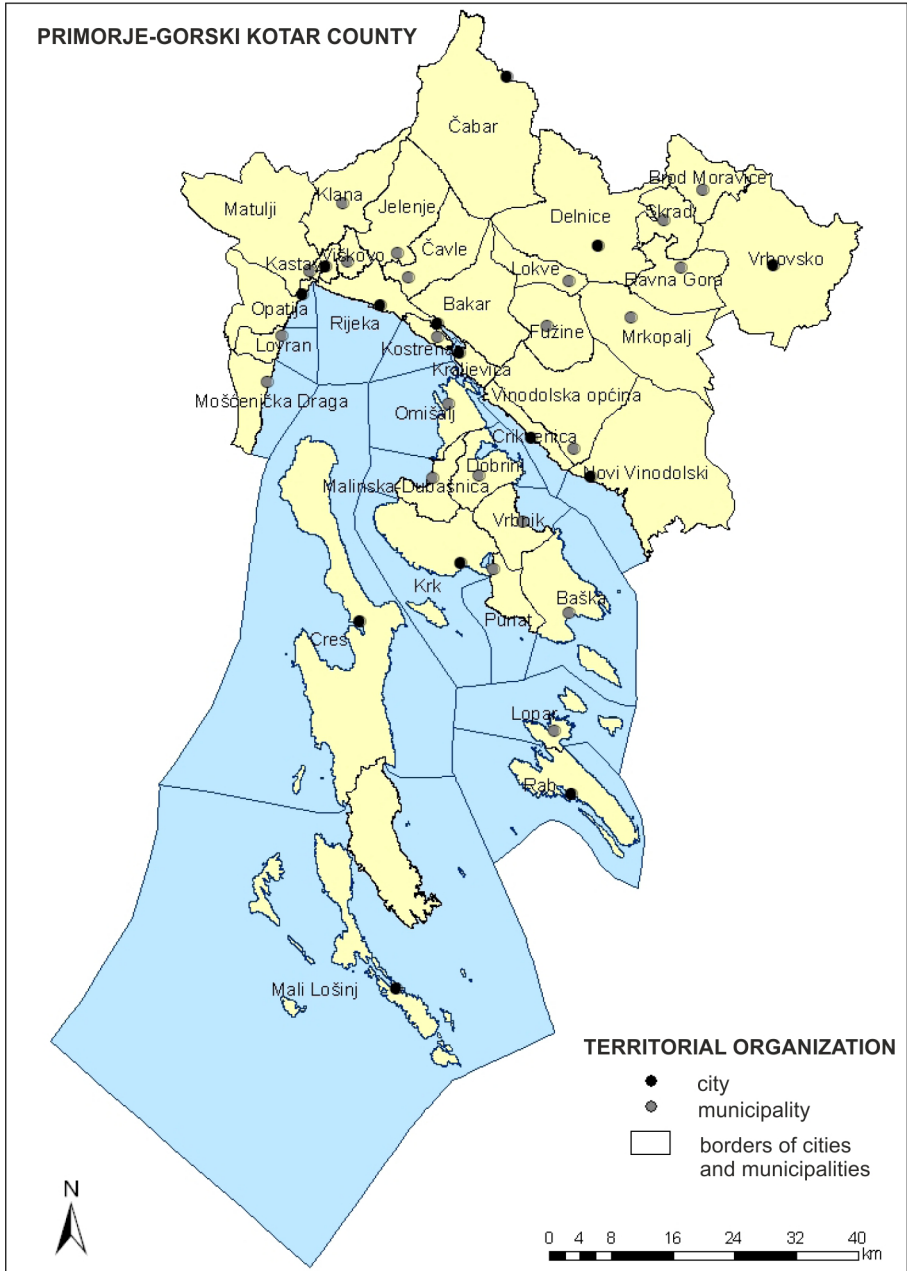 PRIMORJE-GORSKI KOTAR COUNTY
Čabar
Brod Moravice
Klana
Matulji
Jelenje
Delnice
Skrad
Čavle
Kastav
Viškovo
Lokve
Ravna Gora
Vrbovsko
Opatija
Rijeka
Bakar
Fužine
Mrkopalj
Lovran
Kostrena
Kraljevica
Mošćenička Draga
Vinodolska općina
Omišalj
Crikvenica
Dobrinj
Novi Vinodolski
Malinska-Dubašnica
Vrbnik
Krk
Baška
Punat
Cres
Lopar
Rab
Mali Lošinj
TERRITORIAL ORGANIZATION
city
municipality
borders of cities
and municipalities
N
0 4 8 16 24 32 40
km